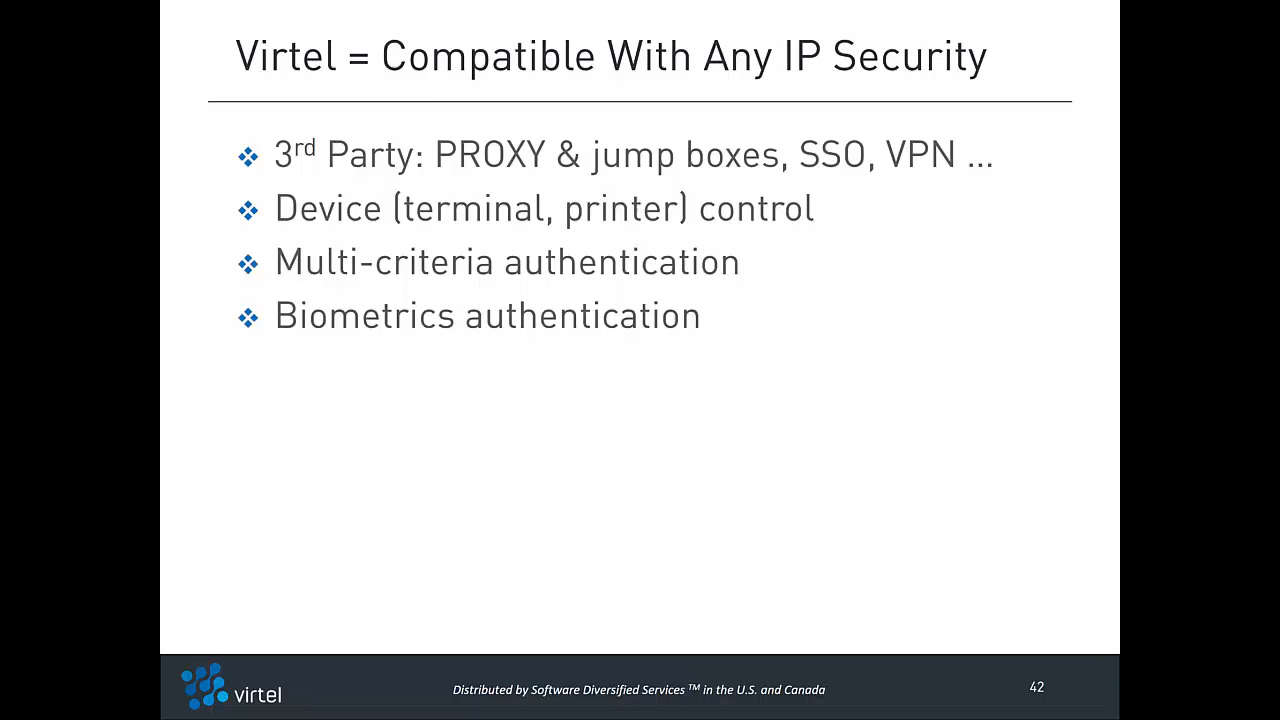 Virtel = Compatible With Any IP Security
3rd Party: PROXY & jump boxes, SSO, VPN ...
Device (terminal, printer) control
Multi-criteria authentication
Biometrics authentication
virtel
Distributed by Software Diversified Services TM in the U.S. and Canada
42